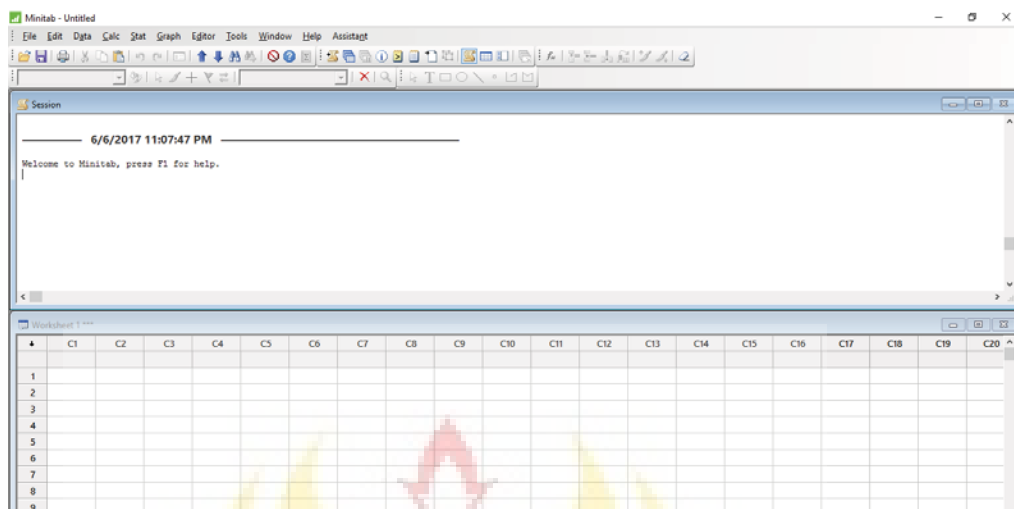 Minitab - Untitled
File Edit Data Calc Stat Graph Editor Tools Window Help Assistant
Session
6/6/2017 11:07:47 PM
Welcome to Minitab, press F1 for help.
Worksheet 1 ***
C1 C2 C3 C4 C5 C6 C7 C8 C9 C10 C11 C12 C13 C14 C15 C16 C17 C18 C19 C20
1
2
3
4
5
6
7
8
9